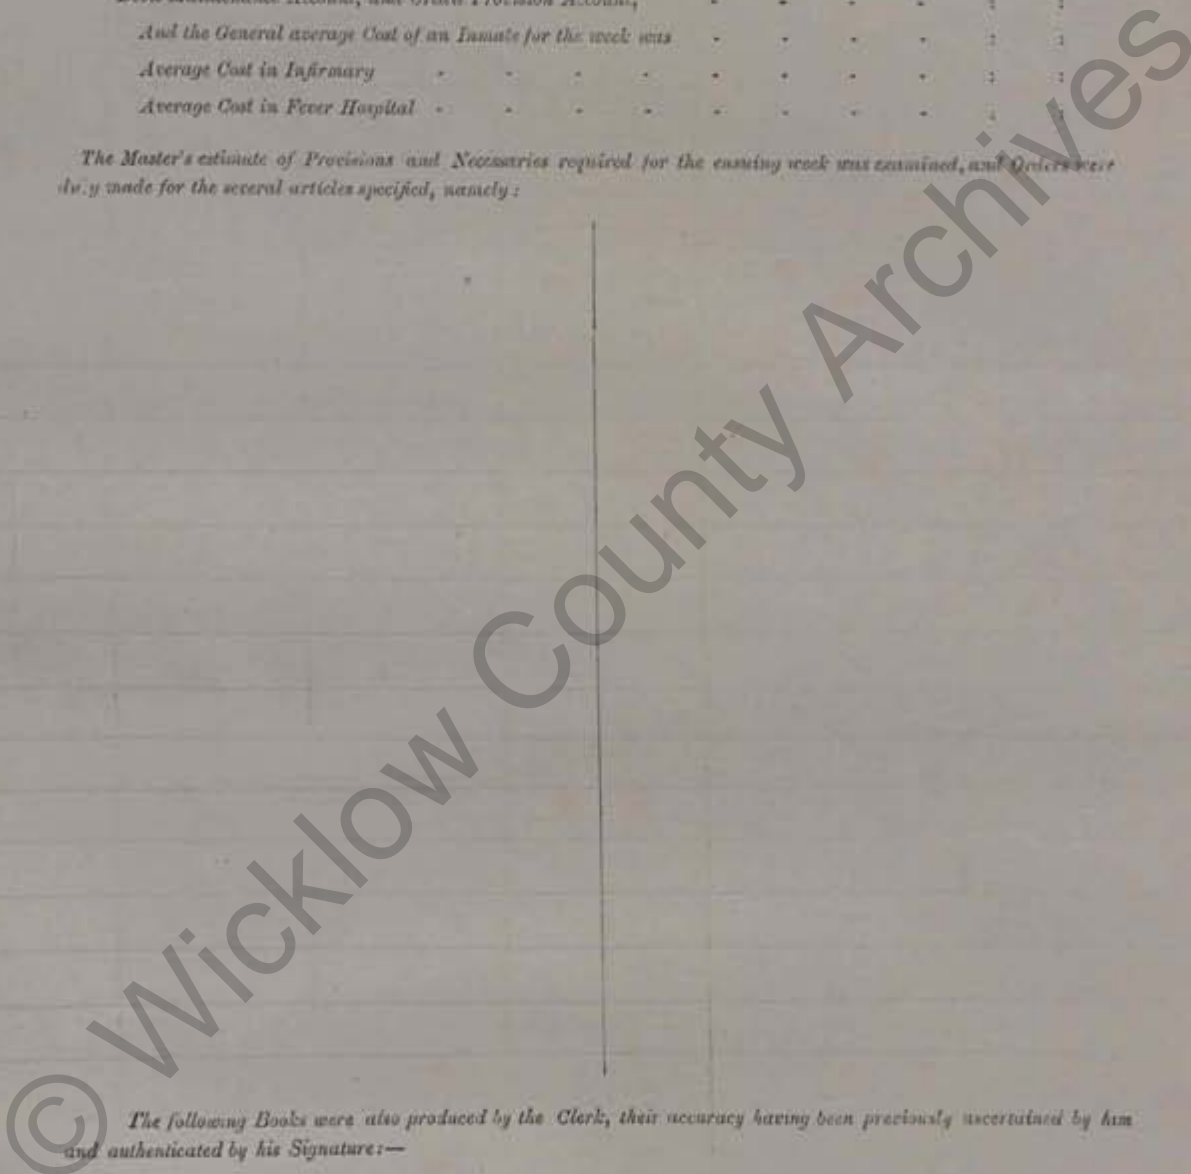 And the General average Cost of an Inmate for the week was - - - - : :
Average Cost in Infirmary - - - - - - - - : :
Average Cost in Fever Hospital - - - - - - - - : :
The Master's estimate of Provisions and Necessaries required for the ensuing week was examined, and Orders were
duly made for the several articles specified, namely:
The following Books were also produced by the Clerk, their accuracy having been previously ascertained by him
and authenticated by his Signature:—
© Wicklow County Archives